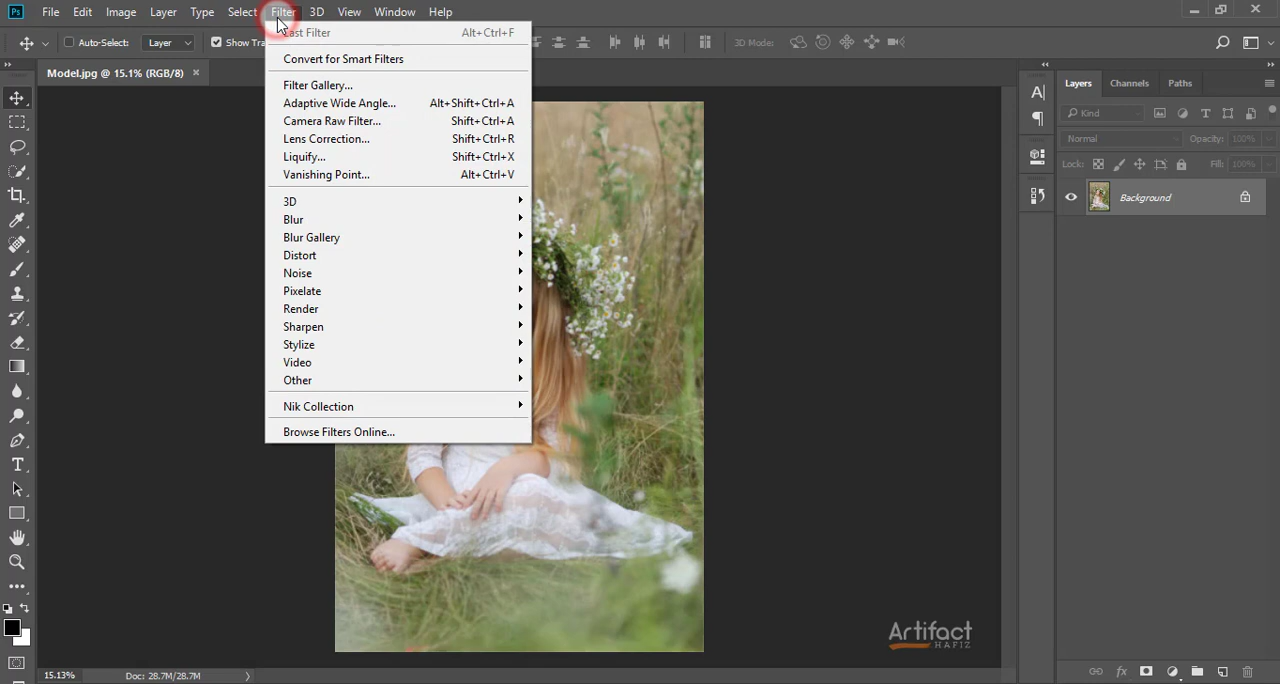 Ps File Edit Image Layer Type Select Filter 3D View Window Help
Auto-Select: Layer Show Tra 3D Mode:
Model.jpg @ 15.1% (RGB/8) ×
Last Filter Alt+Ctrl+F
Convert for Smart Filters
Filter Gallery...
Adaptive Wide Angle... Alt+Shift+Ctrl+A
Camera Raw Filter... Shift+Ctrl+A
Lens Correction... Shift+Ctrl+R
Liquify... Shift+Ctrl+X
Vanishing Point... Alt+Ctrl+V
3D
Blur
Blur Gallery
Distort
Noise
Pixelate
Render
Sharpen
Stylize
Video
Other
Nik Collection
Browse Filters Online...
Layers Channels Paths
Kind
Normal Opacity: 100%
Lock: Fill: 100%
Background
fx
Artifact
HAFIZ
15.13% Doc: 28.7M/28.7M